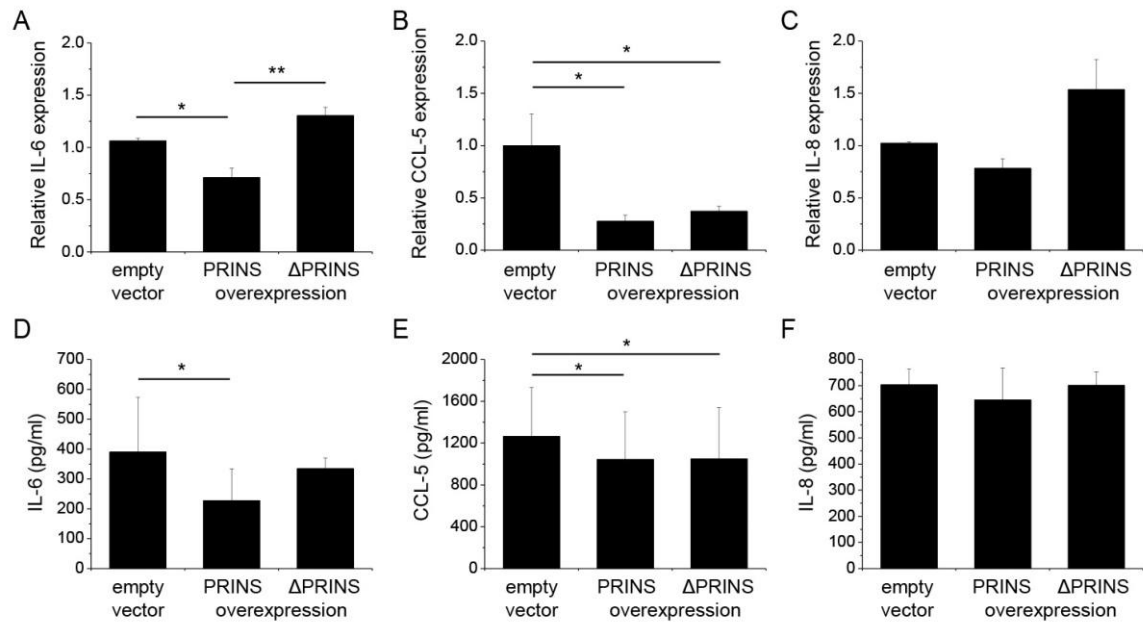 A
Relative IL-6 expression
2.0
1.5
1.0
0.5
0.0
*
**
empty vector
PRINS
ΔPRINS
overexpression
B
Relative CCL-5 expression
2.0
1.5
1.0
0.5
0.0
*
*
empty vector
PRINS
ΔPRINS
overexpression
C
Relative IL-8 expression
2.0
1.5
1.0
0.5
0.0
empty vector
PRINS
ΔPRINS
overexpression
D
IL-6 (pg/ml)
700
600
500
400
300
200
100
0
*
empty vector
PRINS
ΔPRINS
overexpression
E
CCL-5 (pg/ml)
2000
1600
1200
800
400
0
*
*
empty vector
PRINS
ΔPRINS
overexpression
F
IL-8 (pg/ml)
800
700
600
500
400
300
200
100
0
empty vector
PRINS
ΔPRINS
overexpression